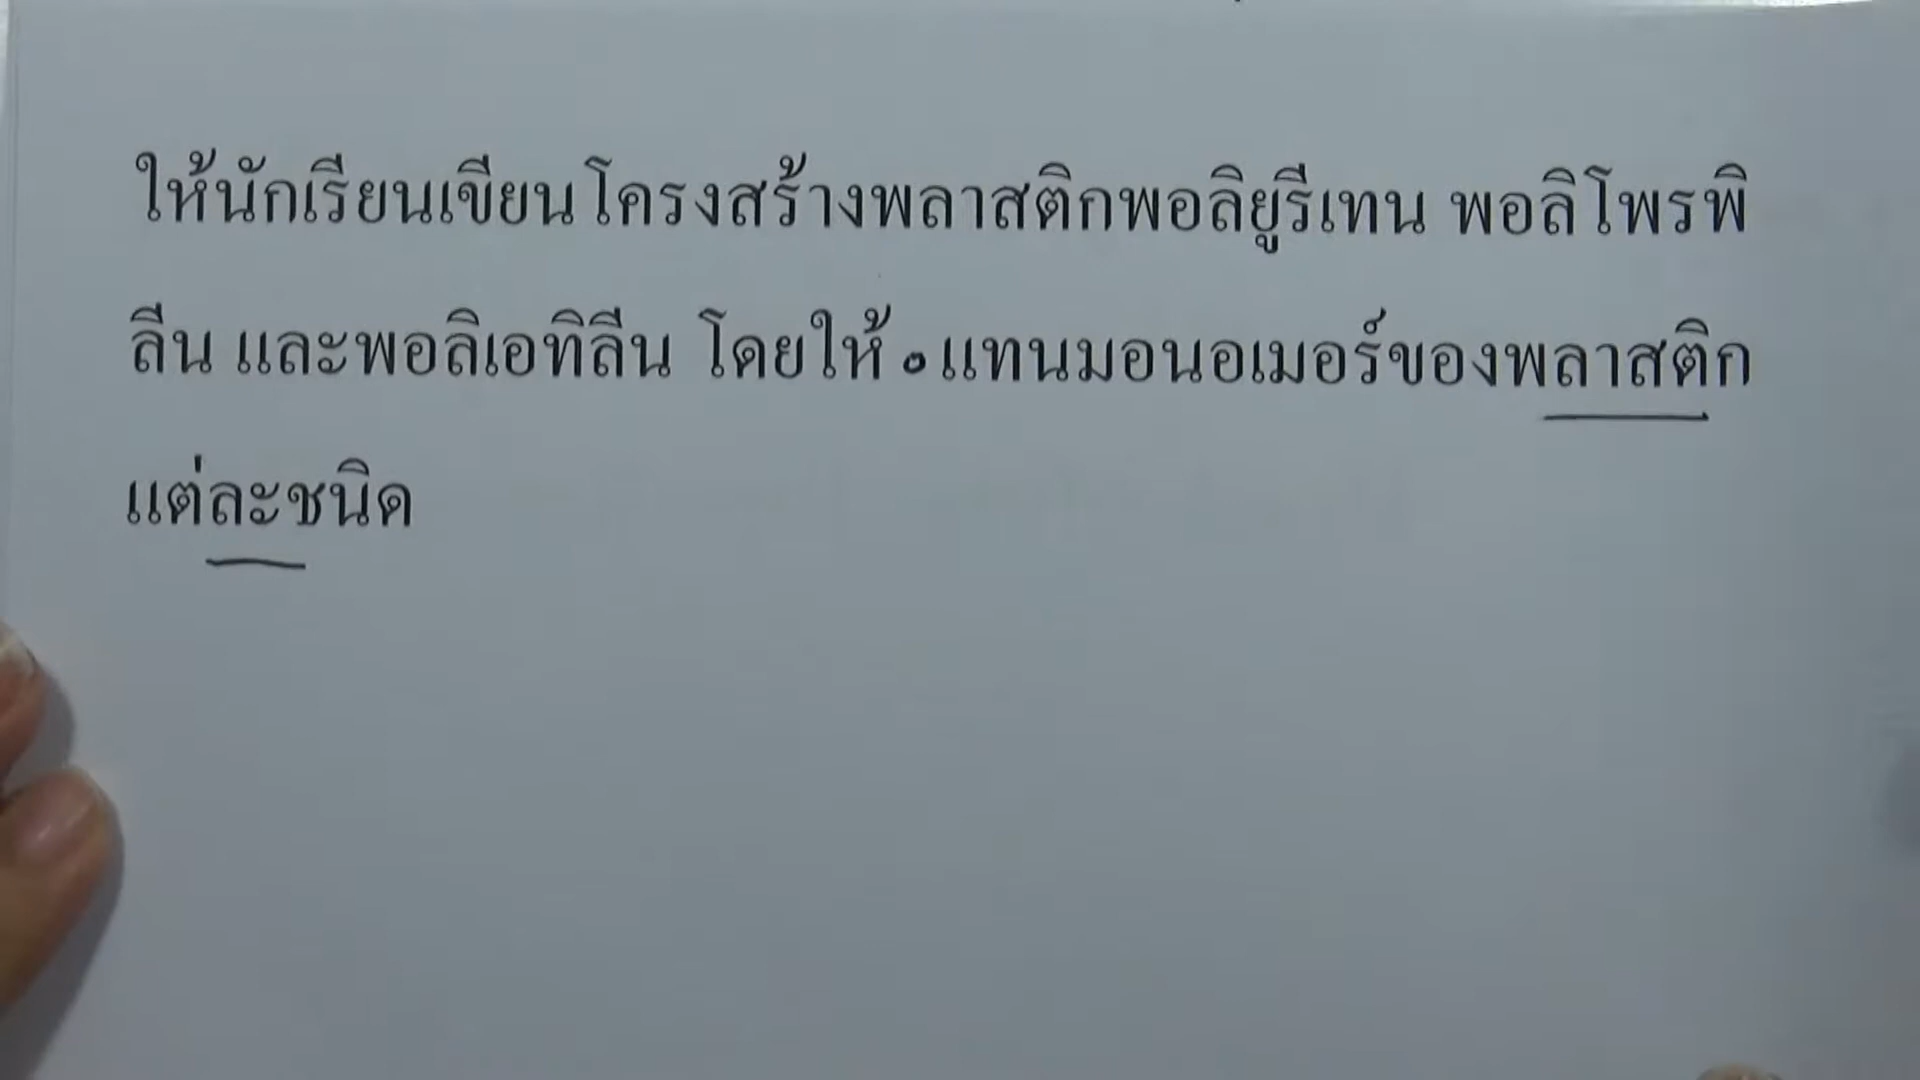 ให้นักเรียนเขียนโครงสร้างพลาสติกพอลิยูรีเทน พอลิโพรพิ
ลีน และพอลิเอทิลีน โดยให้ • แทนมอนอเมอร์ของพลาสติก
แต่ละชนิด